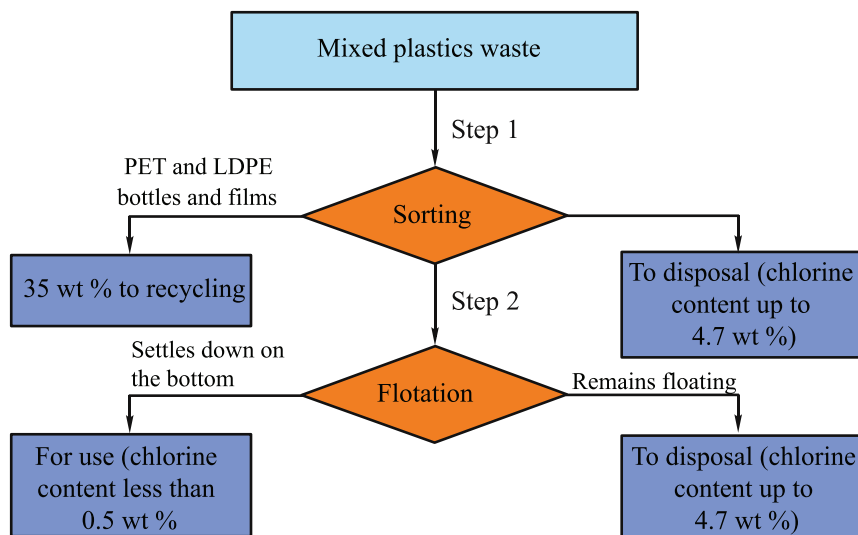 Mixed plastics waste
Step 1
PET and LDPE
bottles and films
Sorting
35 wt % to recycling
To disposal (chlorine
content up to
4.7 wt %)
Step 2
Settles down on
the bottom
Flotation
Remains floating
For use (chlorine
content less than
0.5 wt %
To disposal (chlorine
content up to
4.7 wt %)